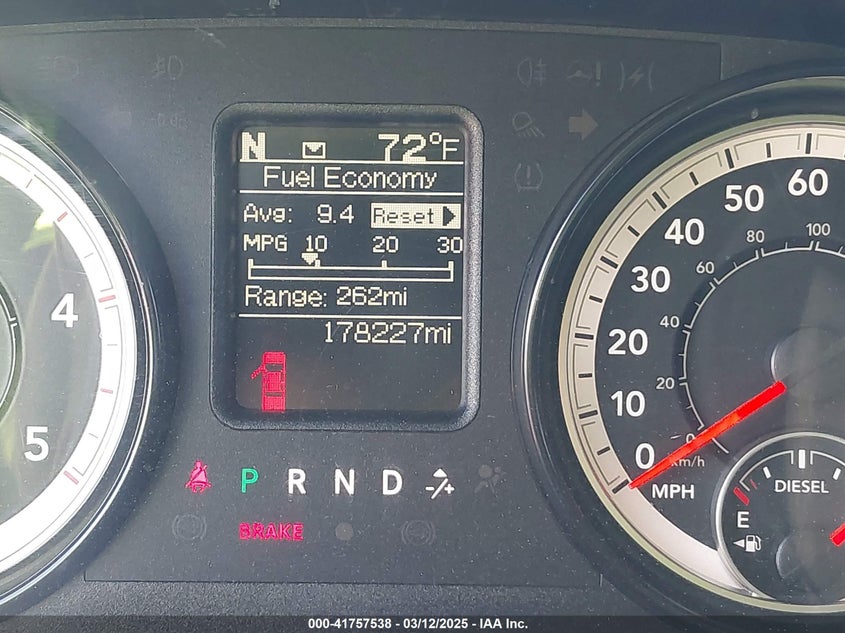 N 72°F
Fuel Economy
Avg: 9.4 Reset
MPG 10 20 30
Range: 262mi
178227mi
4
5
P R N D -/+
BRAKE
60
50
40
30
20
10
0
MPH
100
80
60
40
20
0
km/h
DIESEL
E
000-41757538 - 03/12/2025 - IAA Inc.